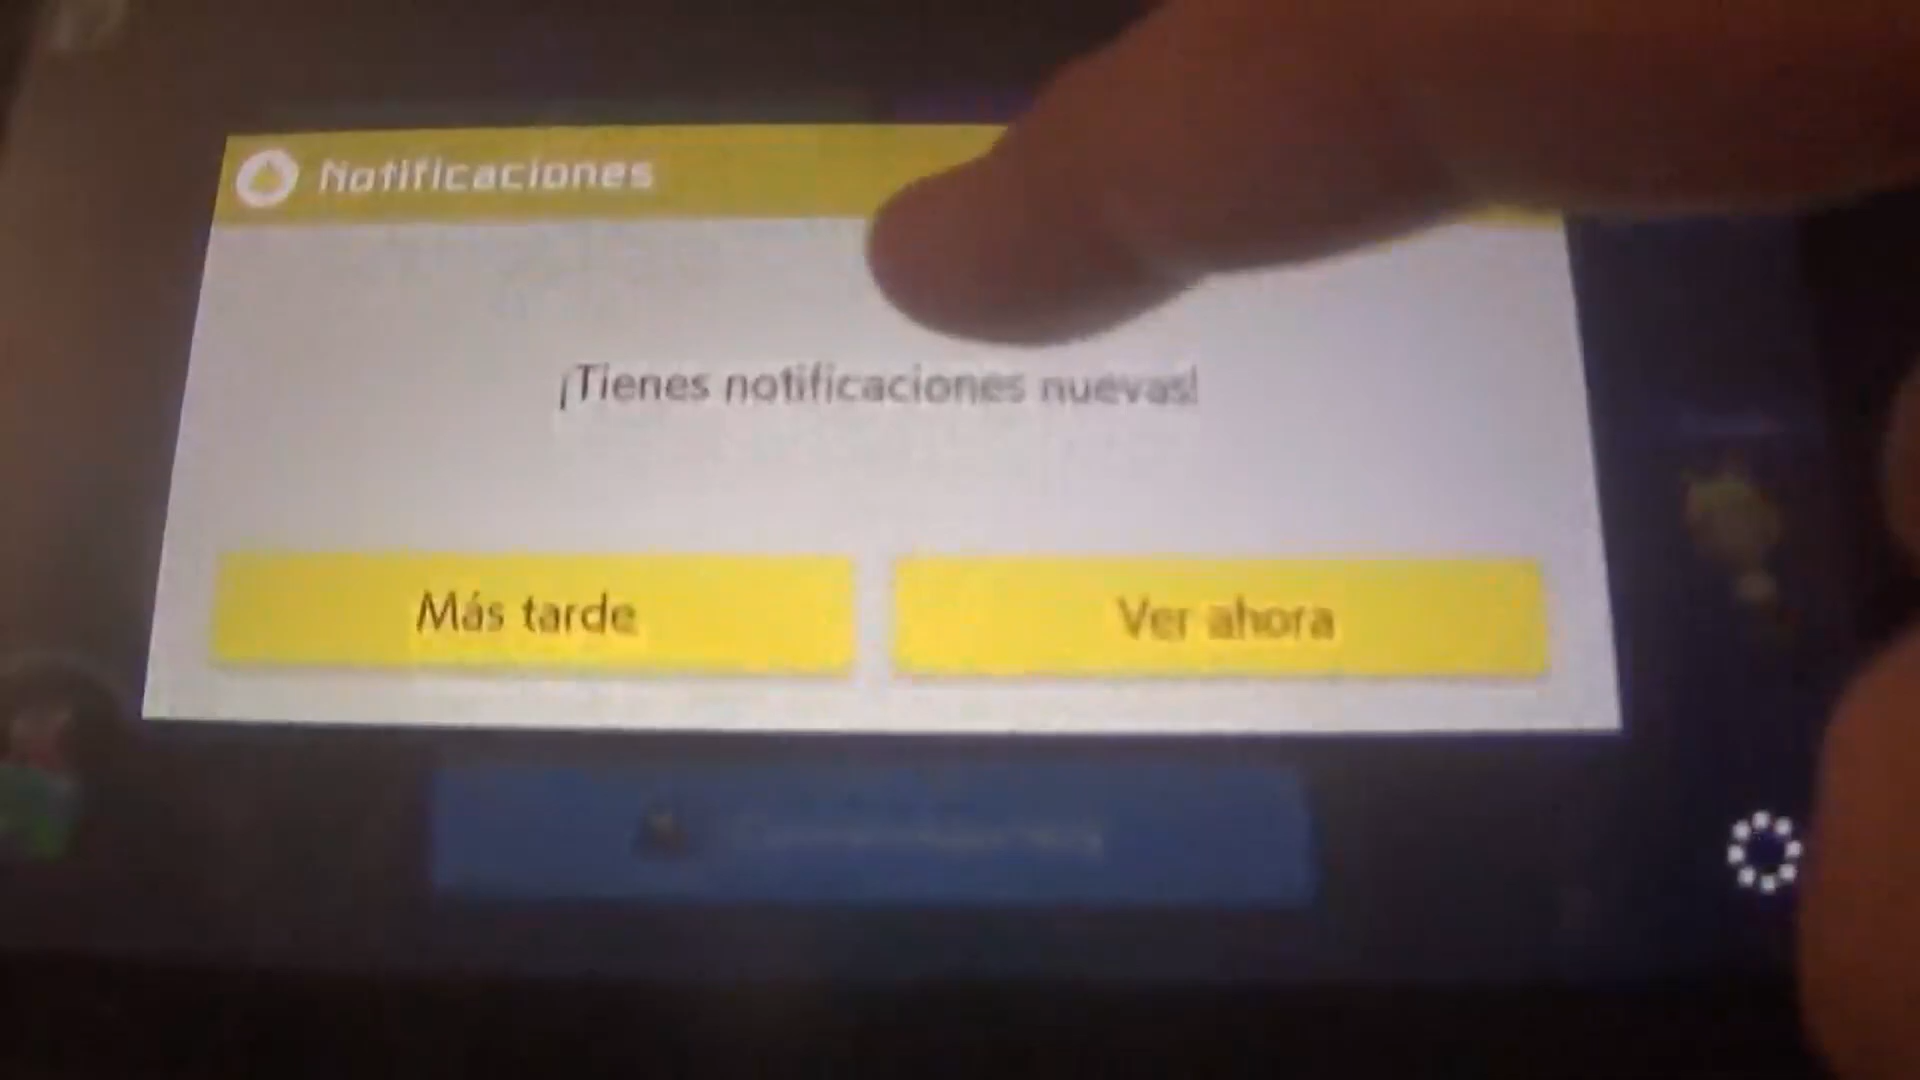 Notificaciones
¡Tienes notificaciones nuevas!
Más tarde
Ver ahora